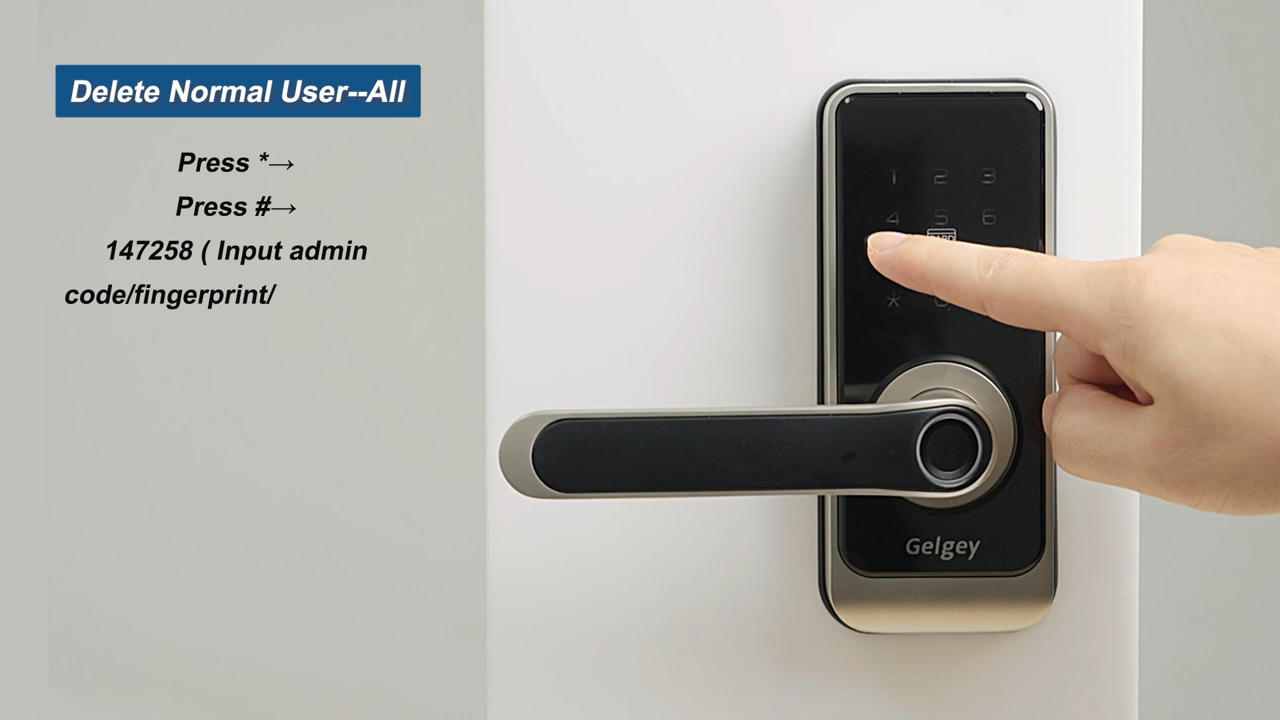 Delete Normal User--All
Press *→
Press #→
147258 ( Input admin
code/fingerprint/
1 2 3
4 5 6
*
Gelgey